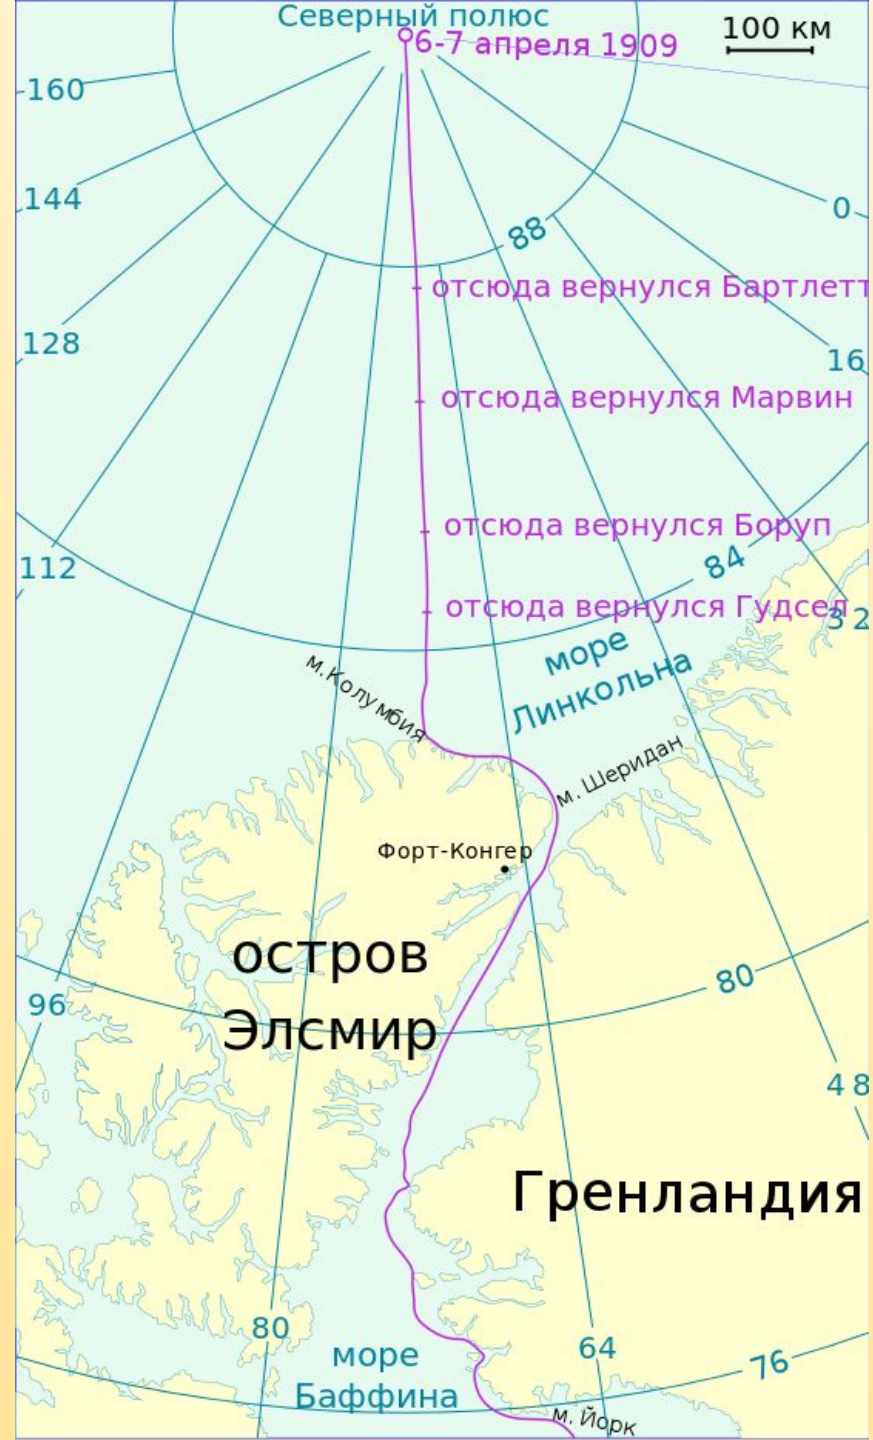 Северный полюс
6-7 апреля 1909
100 км
160
144
0
88
отсюда вернулся Бартлетт
128
16
отсюда вернулся Марвин
отсюда вернулся Боруп
112
84
отсюда вернулся Гудсел
32
море
Линкольна
м.Колумбия
м. Шеридан
Форт-Конгер
остров
Элсмир
80
96
48
Гренландия
80
64
76
море
Баффина
м. Йорк